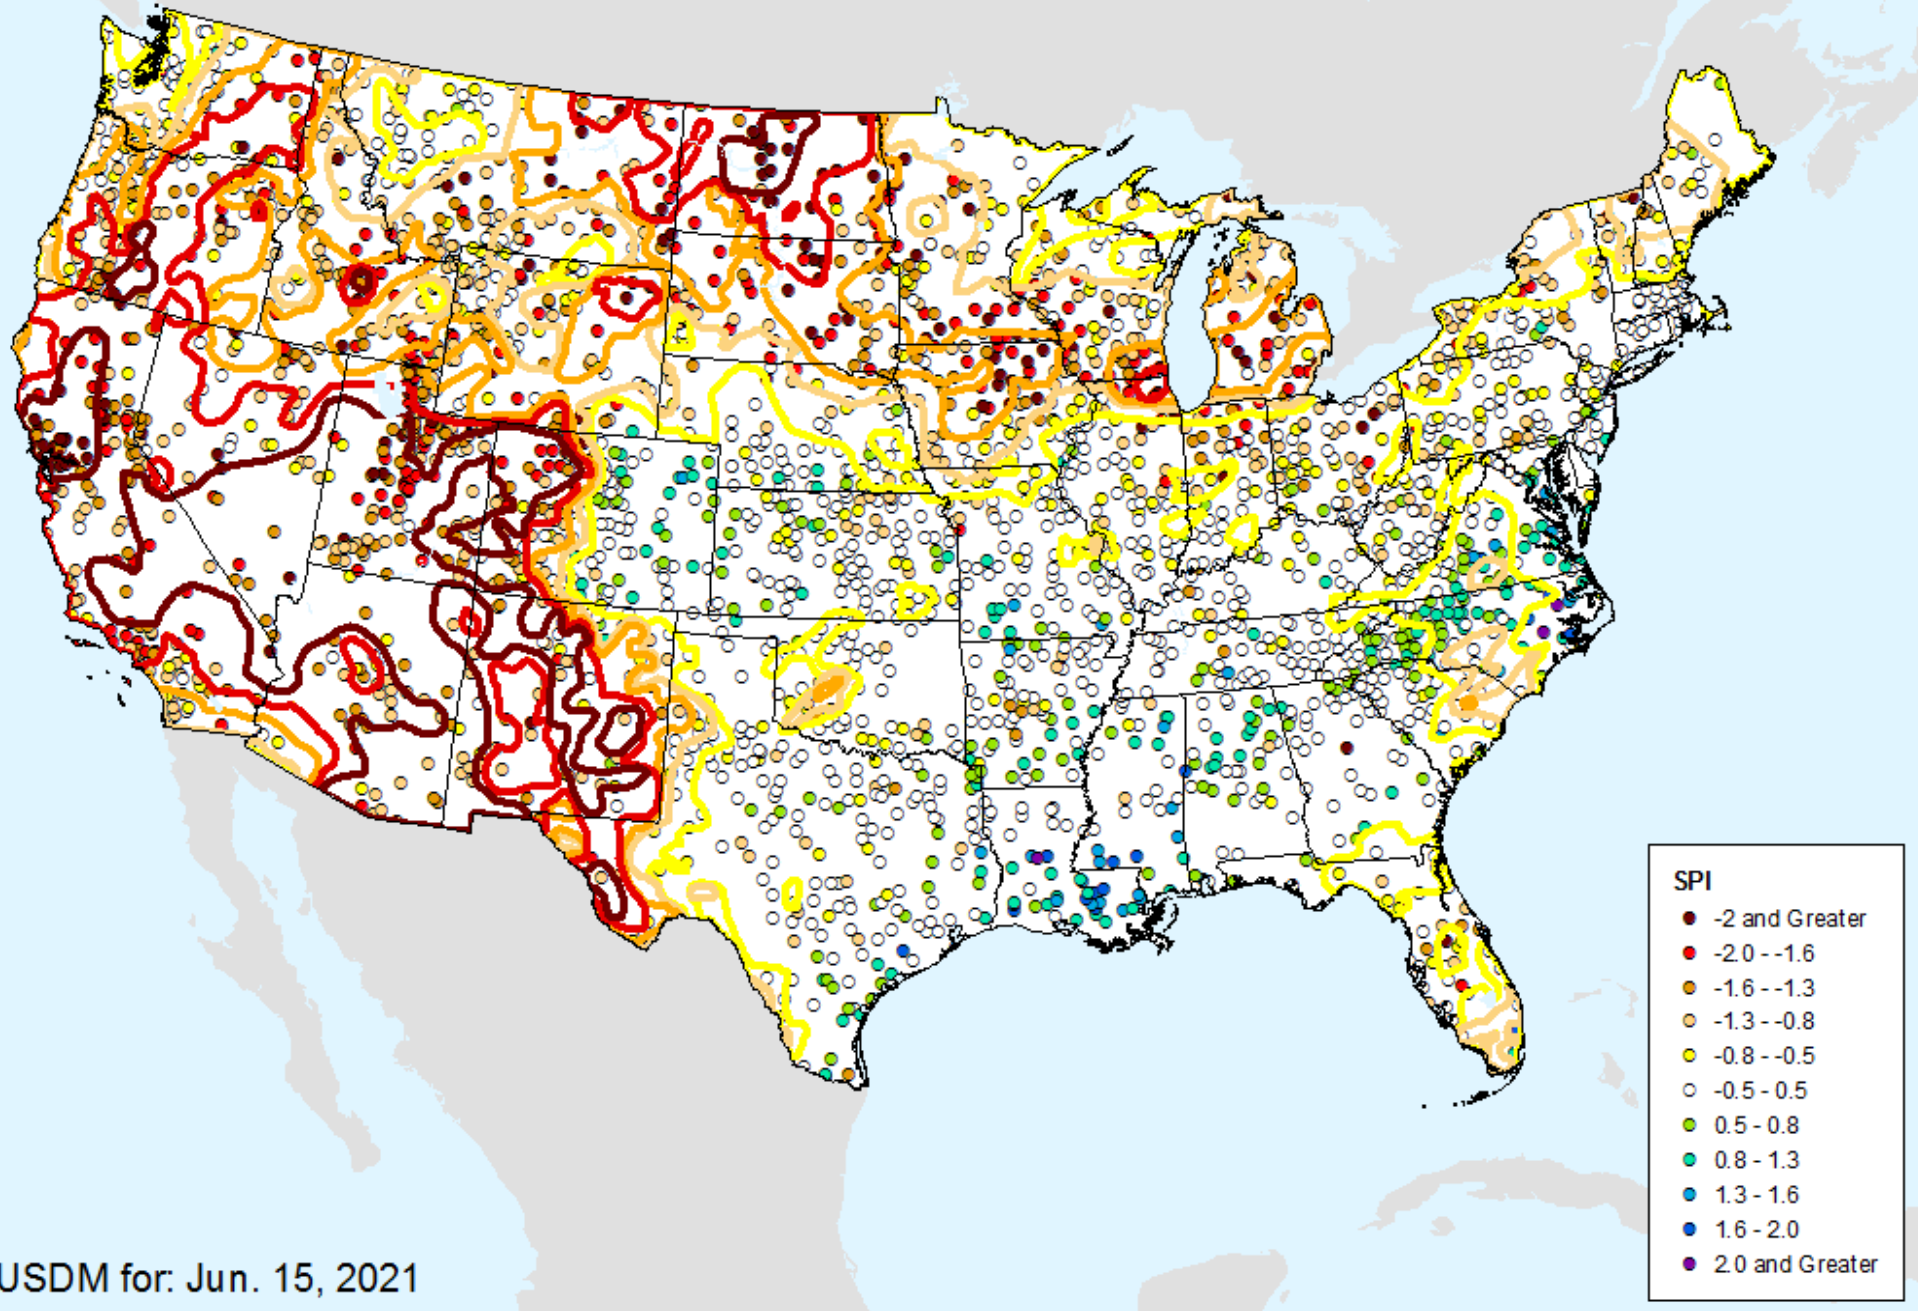 SPI
-2 and Greater
-2.0 - -1.6
-1.6 - -1.3
-1.3 - -0.8
-0.8 - -0.5
-0.5 - 0.5
0.5 - 0.8
0.8 - 1.3
1.3 - 1.6
1.6 - 2.0
2.0 and Greater
USDM for: Jun. 15, 2021